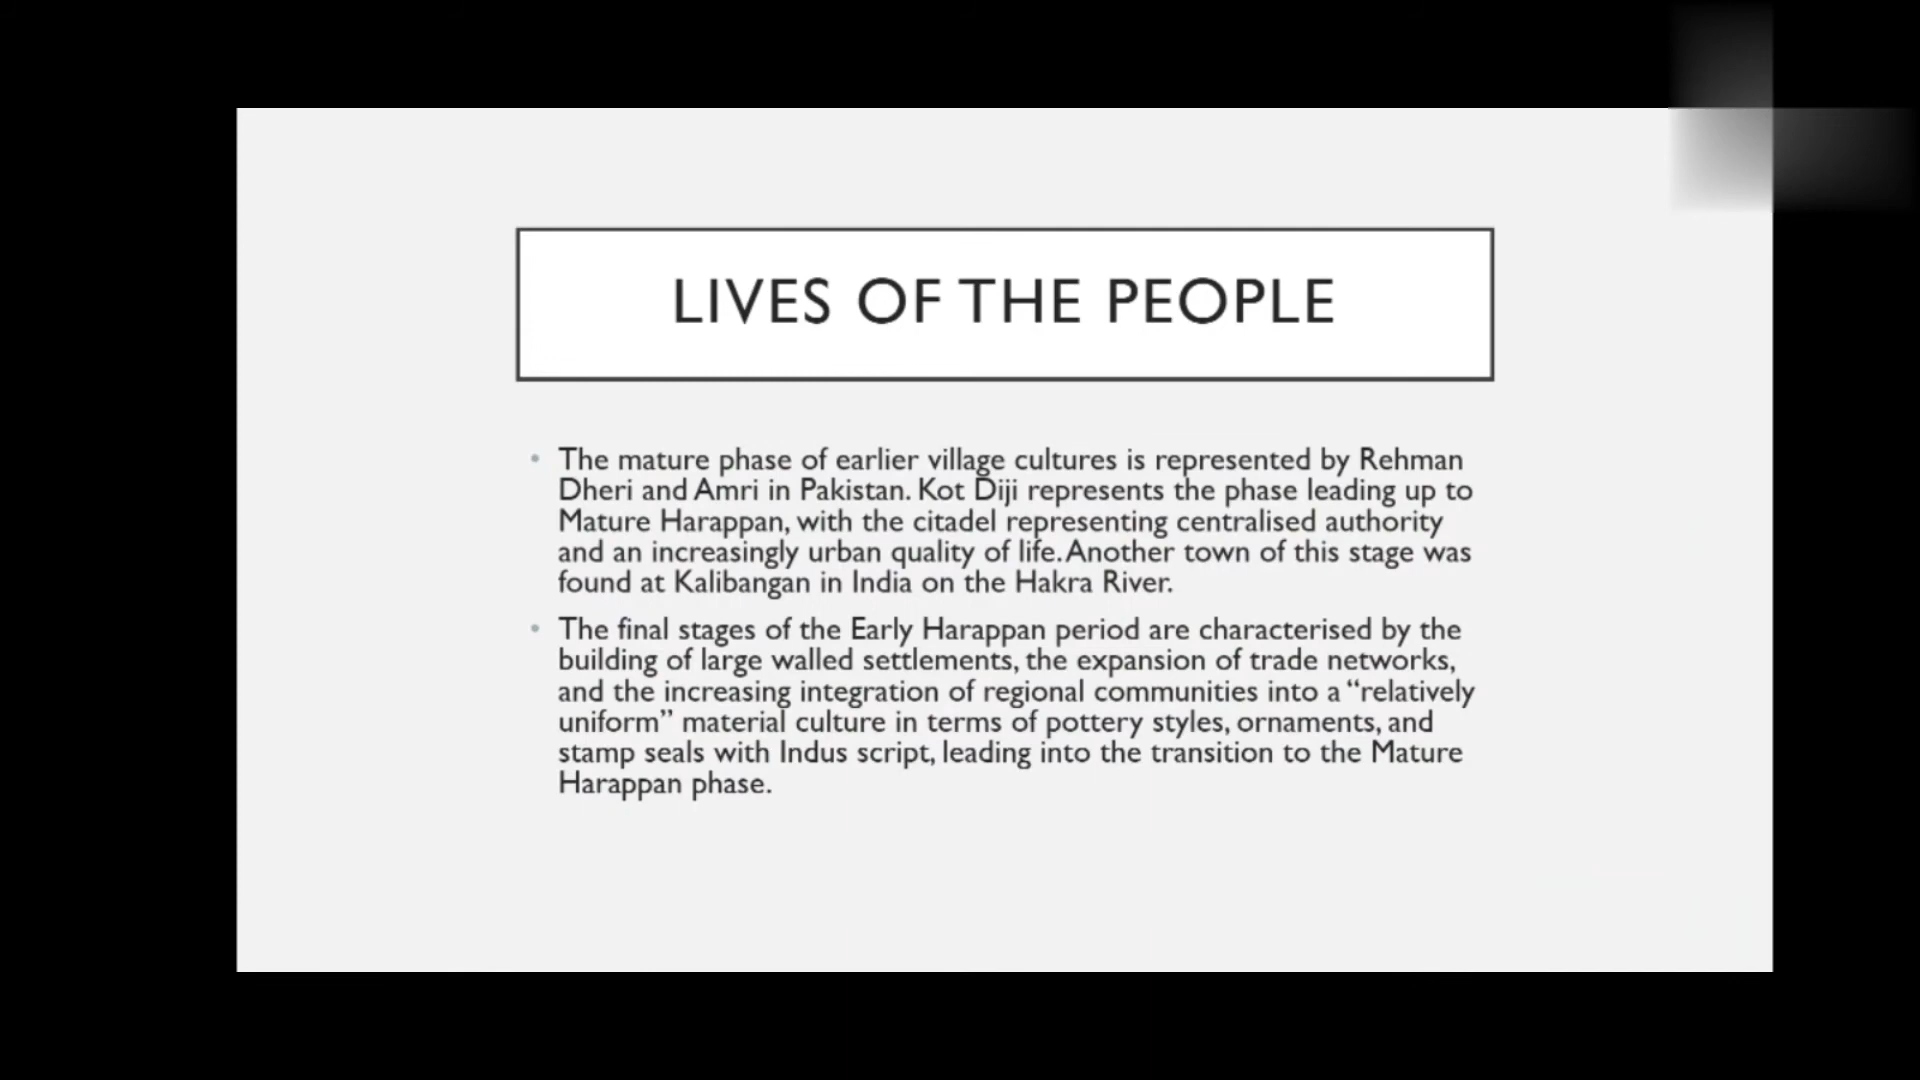 LIVES OF THE PEOPLE
• The mature phase of earlier village cultures is represented by Rehman
Dheri and Amri in Pakistan. Kot Diji represents the phase leading up to
Mature Harappan, with the citadel representing centralised authority
and an increasingly urban quality of life. Another town of this stage was
found at Kalibangan in India on the Hakra River.
• The final stages of the Early Harappan period are characterised by the
building of large walled settlements, the expansion of trade networks,
and the increasing integration of regional communities into a “relatively
uniform” material culture in terms of pottery styles, ornaments, and
stamp seals with Indus script, leading into the transition to the Mature
Harappan phase.